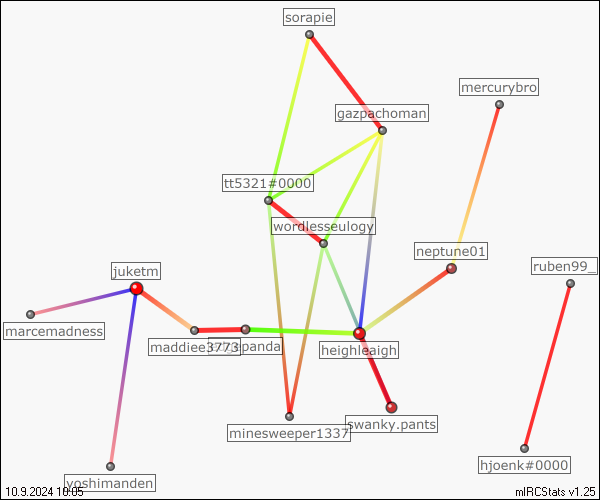 sorapie
mercurybro
gazpachoman
tt5321#0000
wordlesseulogy
neptune01
juketm
ruben99_
marcemadness
maddiee3773
panda
heighleaigh
swanky.pants
minesweeper1337
hjoenk#0000
yoshimanden
10.9.2024 10:05
mIRCStats v1.25